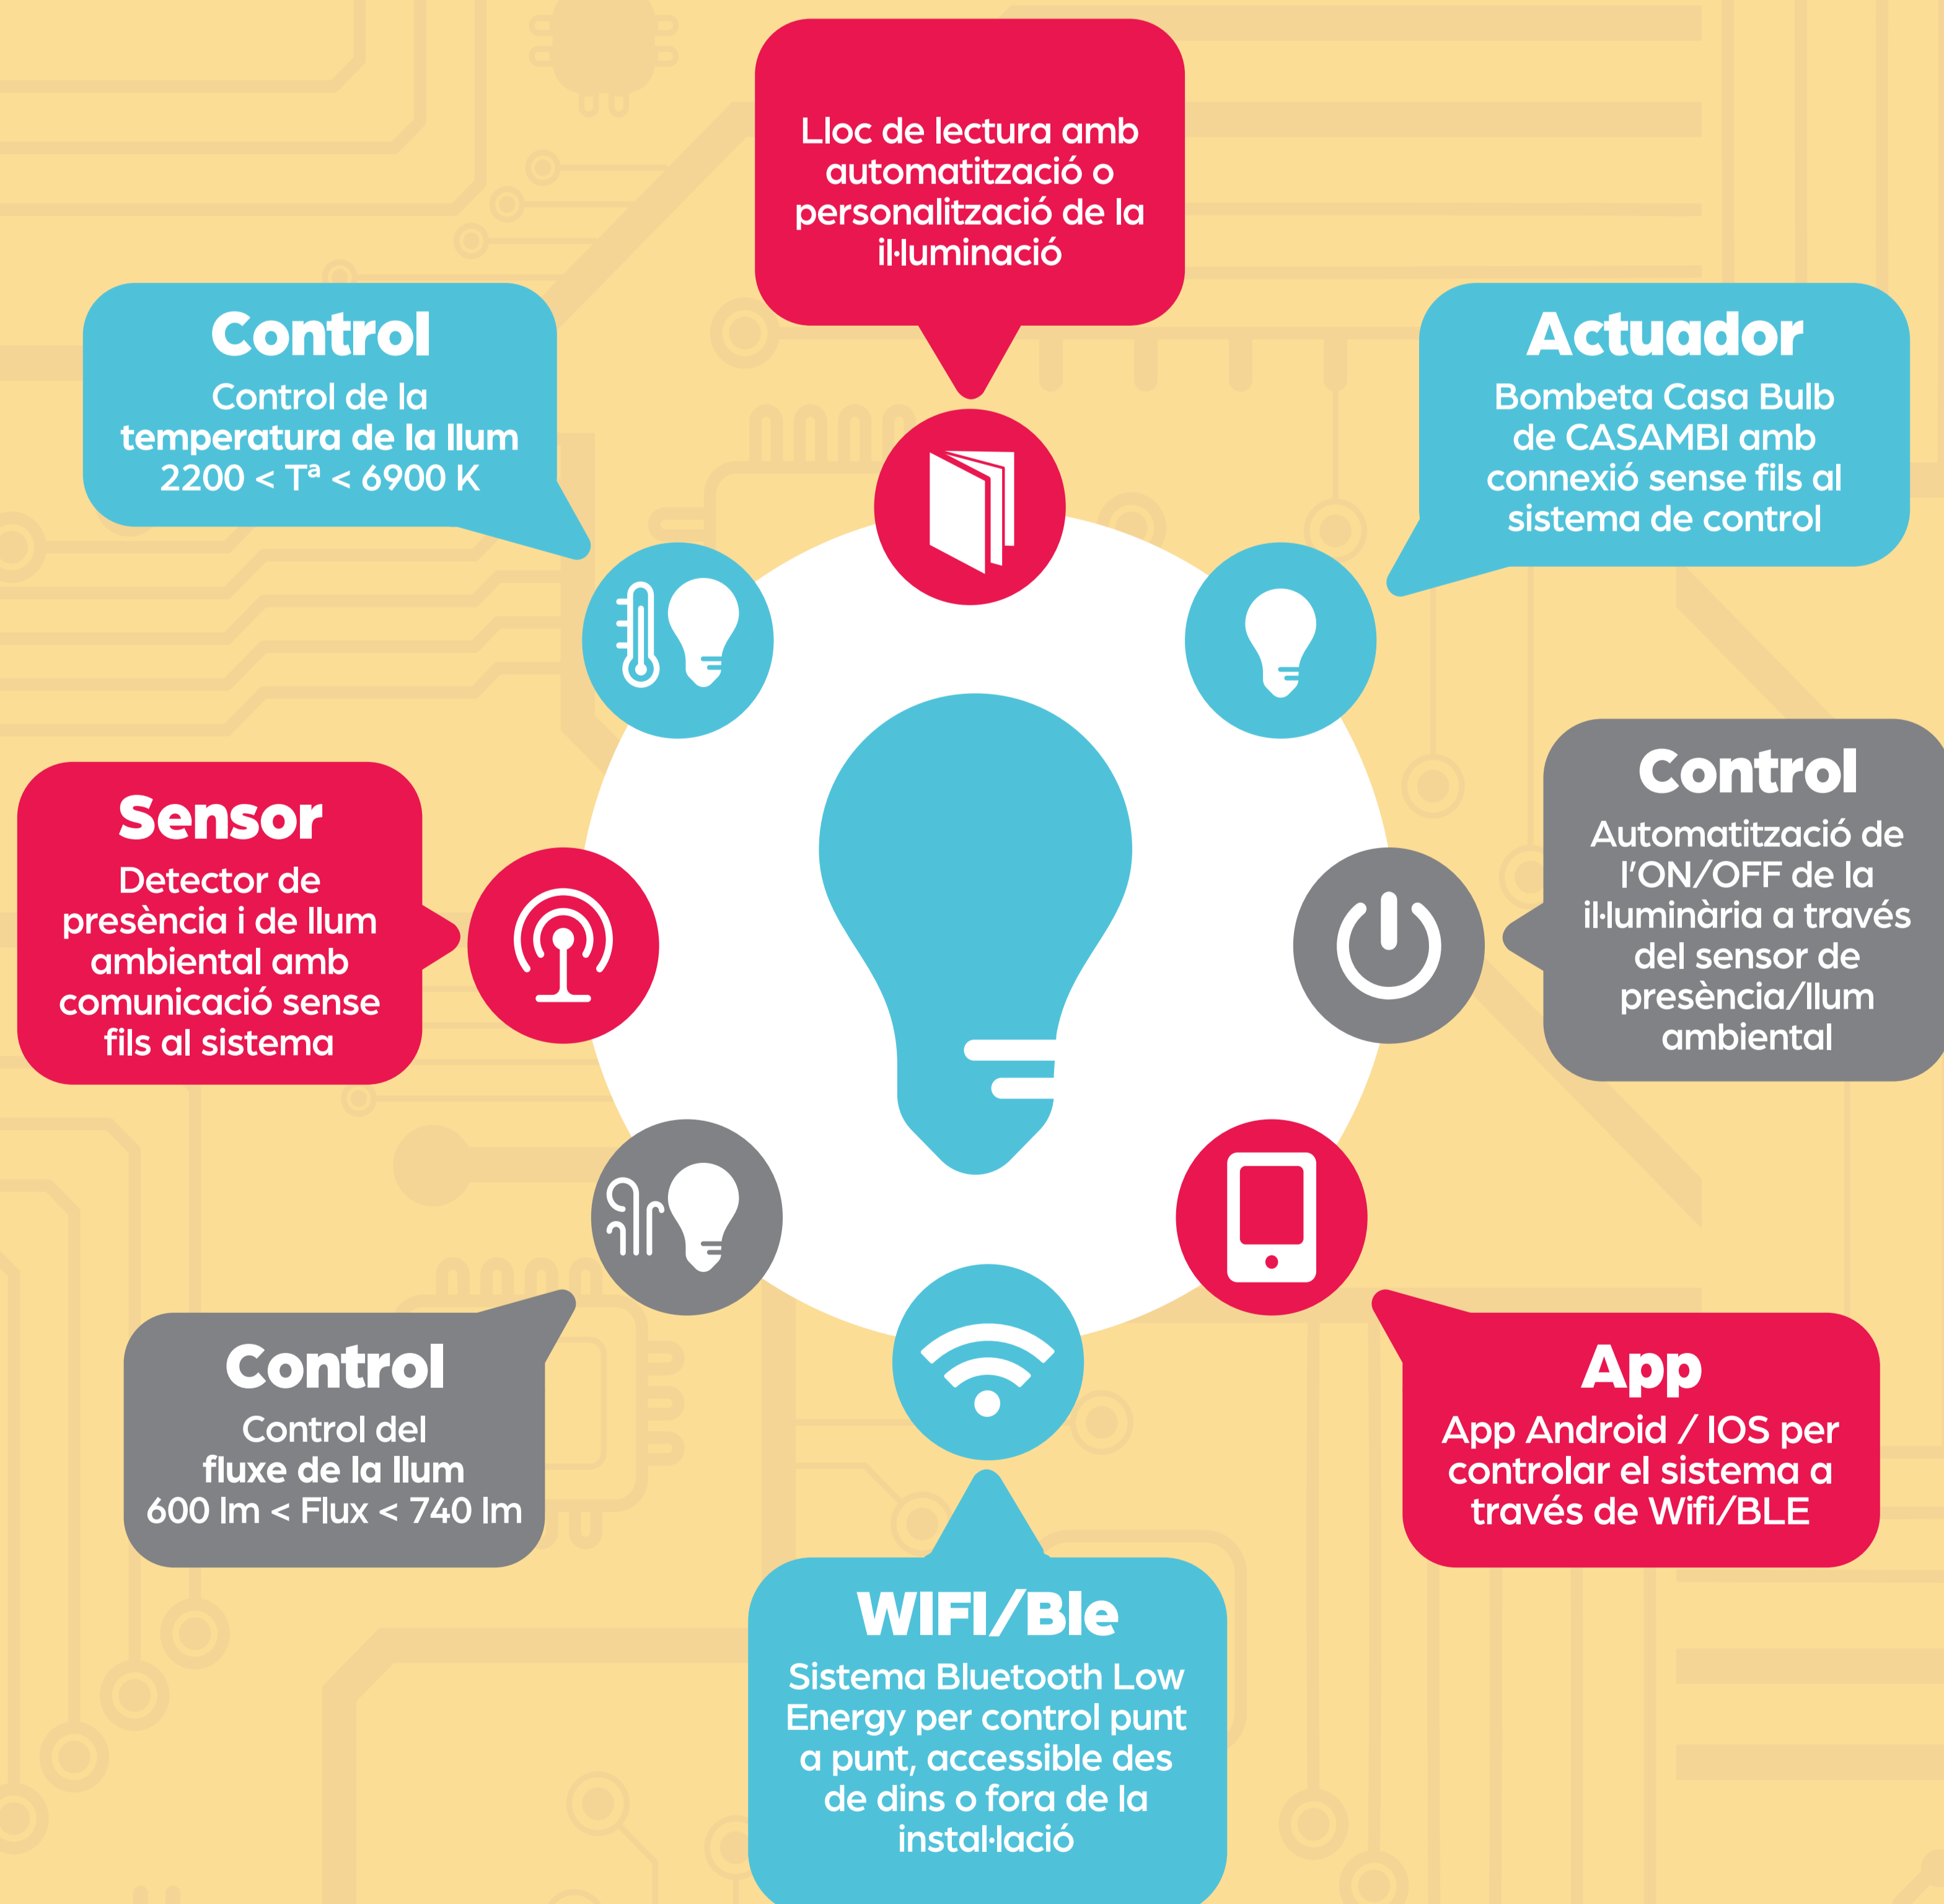 Lloc de lectura amb
automatització o
personalització de la
il·luminació
Control
Control de la
temperatura de la llum
2200 < Tª < 6900 K
Actuador
Bombeta Casa Bulb
de CASAMBI amb
connexió sense fils al
sistema de control
Sensor
Detector de
presència i de llum
ambiental amb
comunicació sense
fils al sistema
Control
Automatització de
l'ON/OFF de la
il·luminària a través
del sensor de
presència/llum
ambiental
Control
Control del
fluxe de la llum
600 lm < Flux < 740 lm
App
App Android / IOS per
controlar el sistema a
través de Wifi/BLE
WIFI/Ble
Sistema Bluetooth Low
Energy per control punt
a punt, accessible des
de dins o fora de la
instal·lació